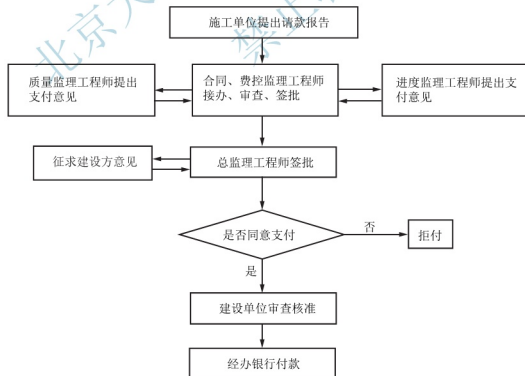 施工单位提出请款报告
质量监理工程师提出
支付意见
合同、费控监理工程师
接办、审查、签批
进度监理工程师提出支
付意见
征求建设方意见
总监理工程师签批
是否同意支付
否
拒付
是
建设单位审查核准
经办银行付款
北京
禁止